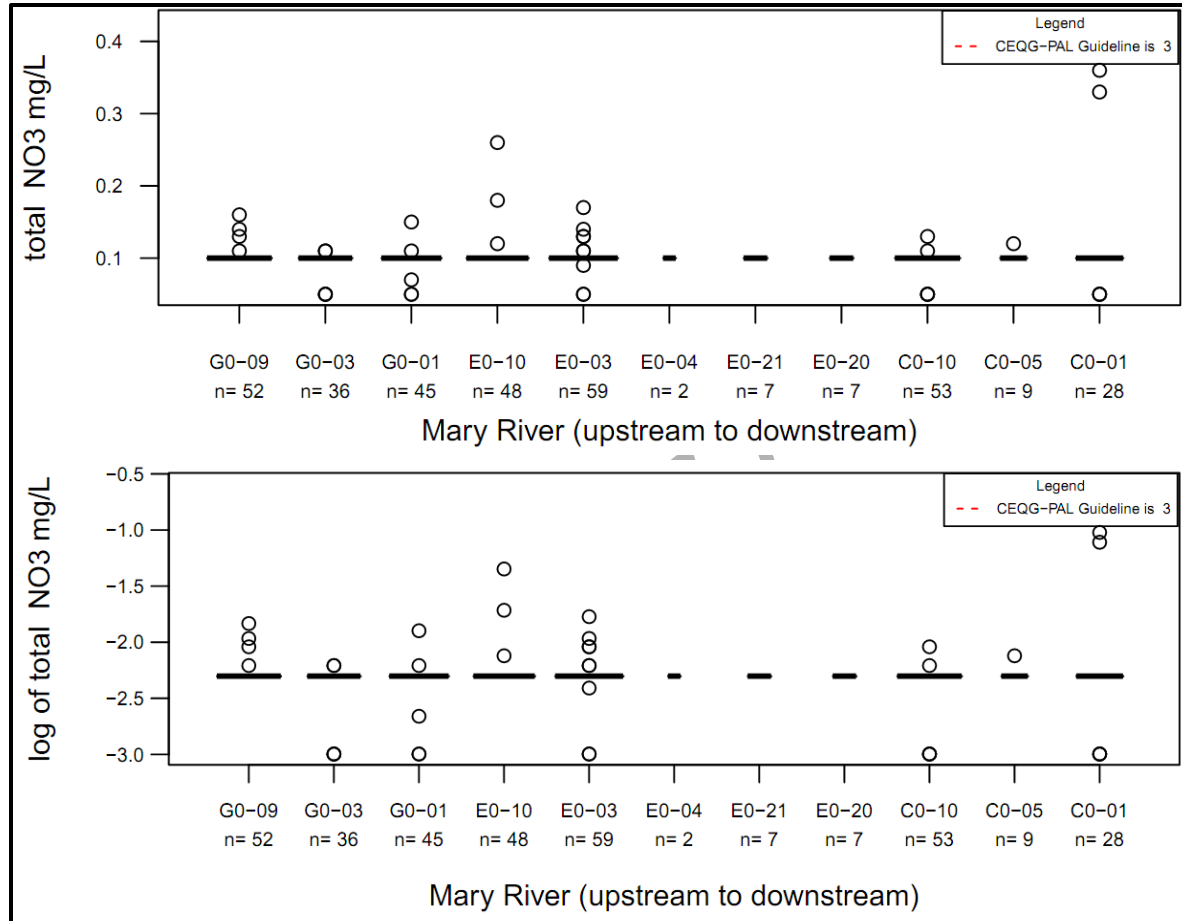 Legend
CEQG-PAL Guideline is 3
total NO3 mg/L
0.4
0.3
0.2
0.1
G0-09 G0-03 G0-01 E0-10 E0-03 E0-04 E0-21 E0-20 C0-10 C0-05 C0-01
n= 52 n= 36 n= 45 n= 48 n= 59 n= 2 n= 7 n= 7 n= 53 n= 9 n= 28
Mary River (upstream to downstream)
Legend
CEQG-PAL Guideline is 3
log of total NO3 mg/L
-0.5
-1.0
-1.5
-2.0
-2.5
-3.0
G0-09 G0-03 G0-01 E0-10 E0-03 E0-04 E0-21 E0-20 C0-10 C0-05 C0-01
n= 52 n= 36 n= 45 n= 48 n= 59 n= 2 n= 7 n= 7 n= 53 n= 9 n= 28
Mary River (upstream to downstream)